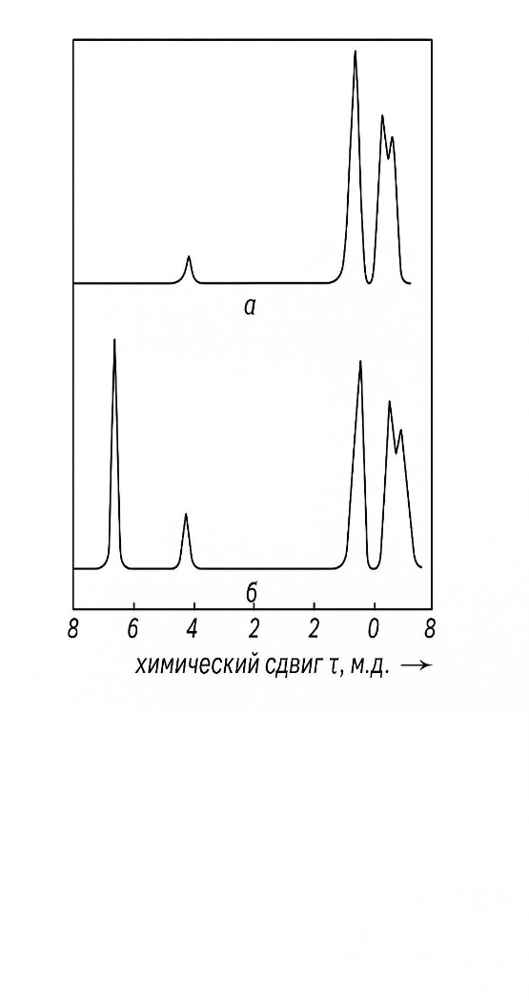 а
б
8 6 4 2 2 0 8
химический сдвиг τ, м.д. →